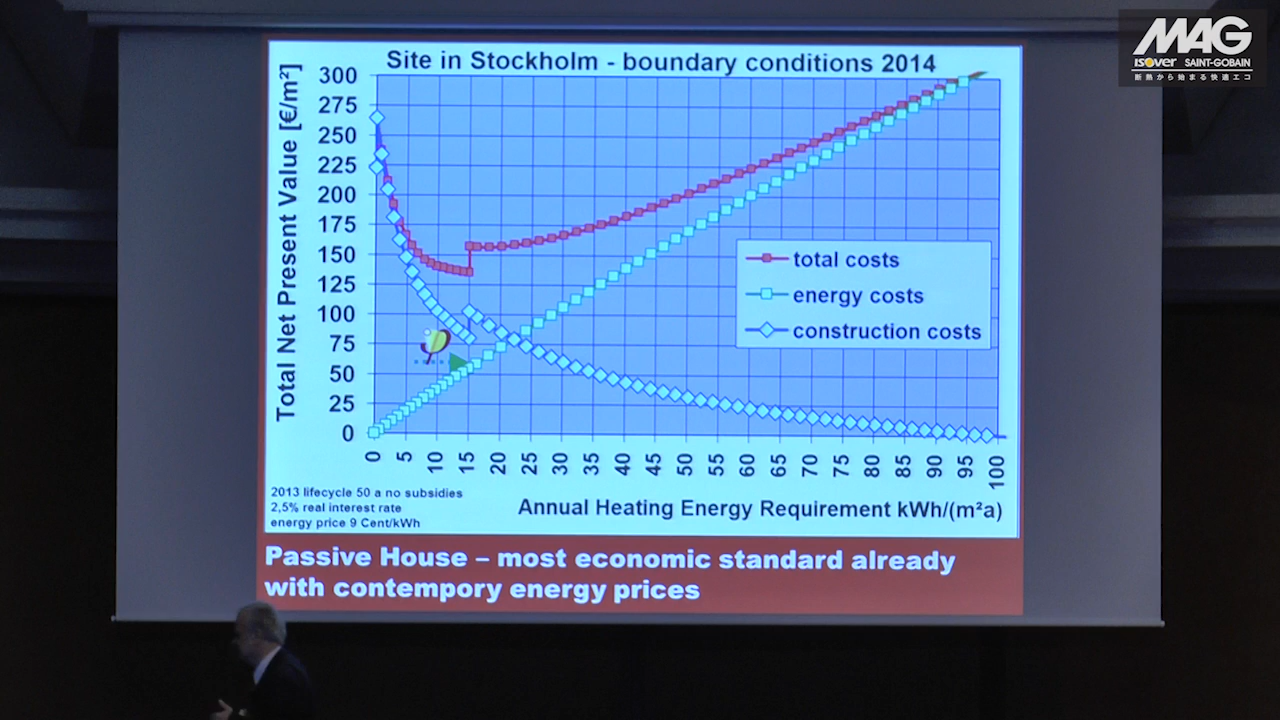 MAG
isover SAINT-GOBAIN
断熱から始まる快適エコ
Site in Stockholm - boundary conditions 2014
Total Net Present Value [€/m²]
300
275
250
225
200
175
150
125
100
75
50
25
0
total costs
energy costs
construction costs
0 5 10 15 20 25 30 35 40 45 50 55 60 65 70 75 80 85 90 95 100
Annual Heating Energy Requirement kWh/(m²a)
2013 lifecycle 50 a no subsidies
2,5% real interest rate
energy price 9 Cent/kWh
Passive House – most economic standard already
with contempory energy prices